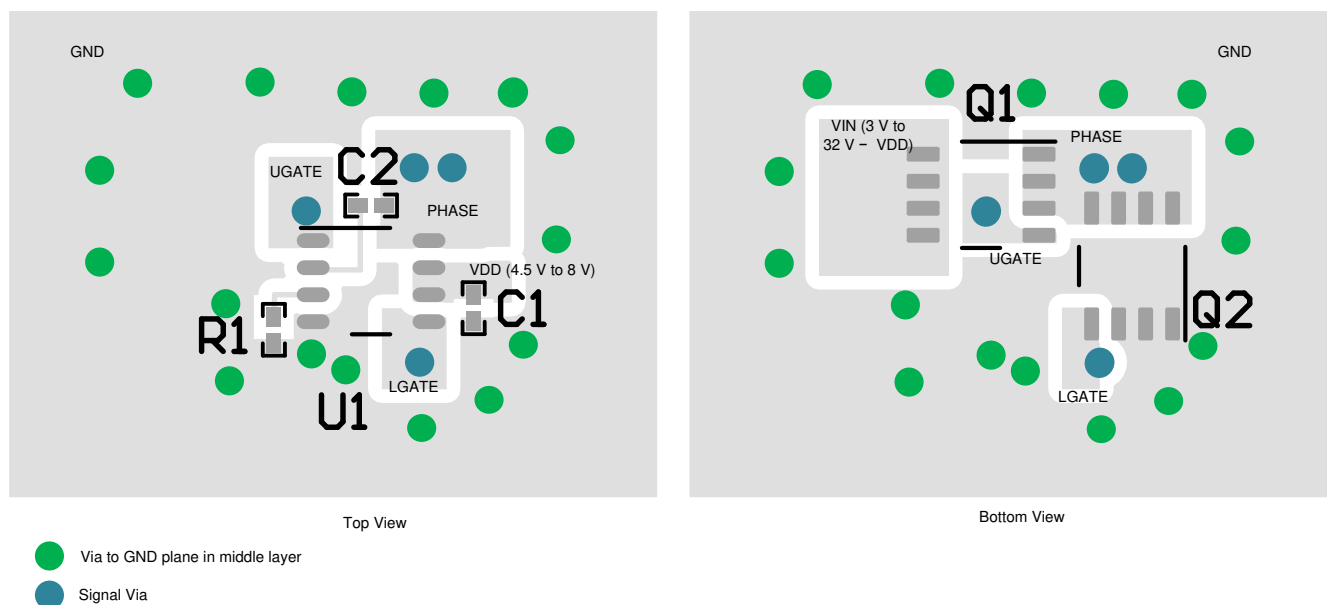 GND
C2
UGATE
PHASE
VDD (4.5 V to 8 V)
R1
C1
LGATE
U1
Top View
GND
Q1
VIN (3 V to
32 V − VDD)
PHASE
UGATE
Q2
LGATE
Bottom View
Via to GND plane in middle layer
Signal Via